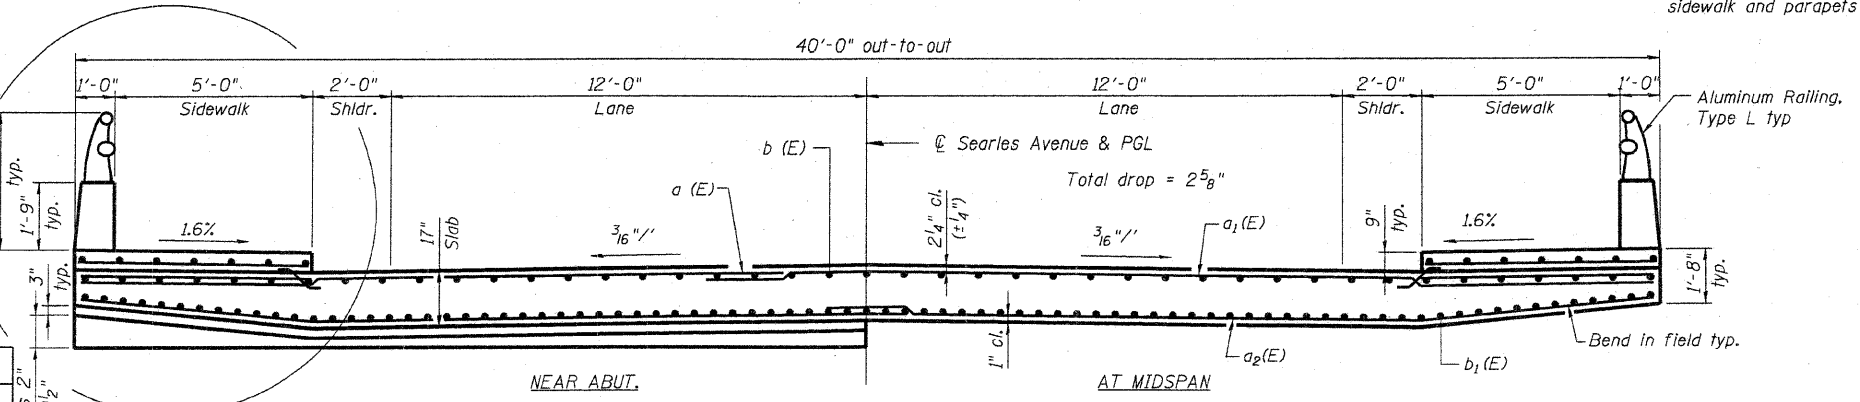 sidewalk and parapets
40'-0" out-to-out
1'-0" 5'-0" 2'-0" 12'-0" 12'-0" 2'-0" 5'-0" 1'-0"
Sidewalk Shldr. Lane Lane Shldr. Sidewalk
Aluminum Railing,
Type L typ
℄ Searles Avenue & PGL
b (E)
Total drop = 2⅝"
a (E)
1'-9"
typ.
typ.
1.6%
17"
Slab
3/16"/'
2¼" cl.
(±¼")
3/16"/'
a₁(E)
9"
typ.
1.6%
3"
typ.
1'-8"
typ.
1" cl.
a₂(E)
b₁(E)
Bend in field typ.
NEAR ABUT.
AT MIDSPAN